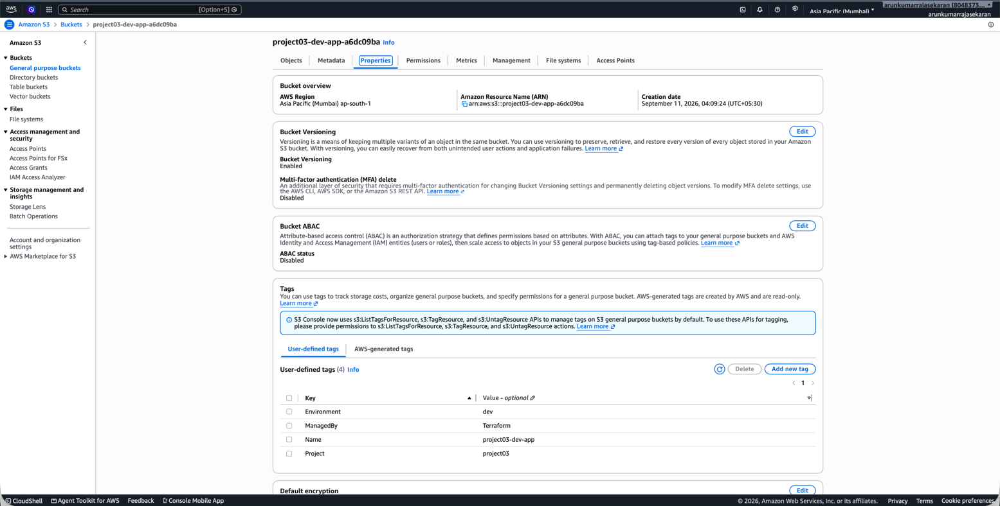 aws
Search [Option+S]
Asia Pacific (Mumbai)
arunkumarrajasekaran (8048373...
arunkumarrajasekaran
Amazon S3 > Buckets > project03-dev-app-a6dc09ba
Amazon S3
Buckets
General purpose buckets
Directory buckets
Table buckets
Vector buckets
Files
File systems
Access management and
security
Access Points
Access Points for FSx
Access Grants
IAM Access Analyzer
Storage management and
insights
Storage Lens
Batch Operations
Account and organization
settings
AWS Marketplace for S3
project03-dev-app-a6dc09ba Info
Objects Metadata Properties Permissions Metrics Management File systems Access Points
Bucket overview
AWS Region
Asia Pacific (Mumbai) ap-south-1
Amazon Resource Name (ARN)
arn:aws:s3:::project03-dev-app-a6dc09ba
Creation date
September 11, 2026, 04:09:24 (UTC+05:30)
Bucket Versioning Edit
Versioning is a means of keeping multiple variants of an object in the same bucket. You can use versioning to preserve, retrieve, and restore every version of every object stored in your Amazon
S3 bucket. With versioning, you can easily recover from both unintended user actions and application failures. Learn more
Bucket Versioning
Enabled
Multi-factor authentication (MFA) delete
An additional layer of security that requires multi-factor authentication for changing Bucket Versioning settings and permanently deleting object versions. To modify MFA delete settings, use
the AWS CLI, AWS SDK, or the Amazon S3 REST API. Learn more
Disabled
Bucket ABAC Edit
Attribute-based access control (ABAC) is an authorization strategy that defines permissions based on attributes. With ABAC, you can attach tags to your general purpose buckets and AWS
Identity and Access Management (IAM) entities (users or roles), then scale access to objects in your S3 general purpose buckets using tag-based policies. Learn more
ABAC status
Disabled
Tags
You can use tags to track storage costs, organize general purpose buckets, and specify permissions for a general purpose bucket. AWS-generated tags are created by AWS and are read-only.
Learn more
S3 Console now uses s3:ListTagsForResource, s3:TagResource, and s3:UntagResource APIs to manage tags on S3 general purpose buckets by default. To use these APIs for tagging,
please provide permissions to s3:ListTagsForResource, s3:TagResource, and s3:UntagResource actions. Learn more
User-defined tags AWS-generated tags
User-defined tags (4) Info Delete Add new tag
1
Key Value - optional
Environment dev
ManagedBy Terraform
Name project03-dev-app
Project project03
Default encryption Edit
CloudShell Agent Toolkit for AWS Feedback Console Mobile App © 2026, Amazon Web Services, Inc. or its affiliates. Privacy Terms Cookie preferences